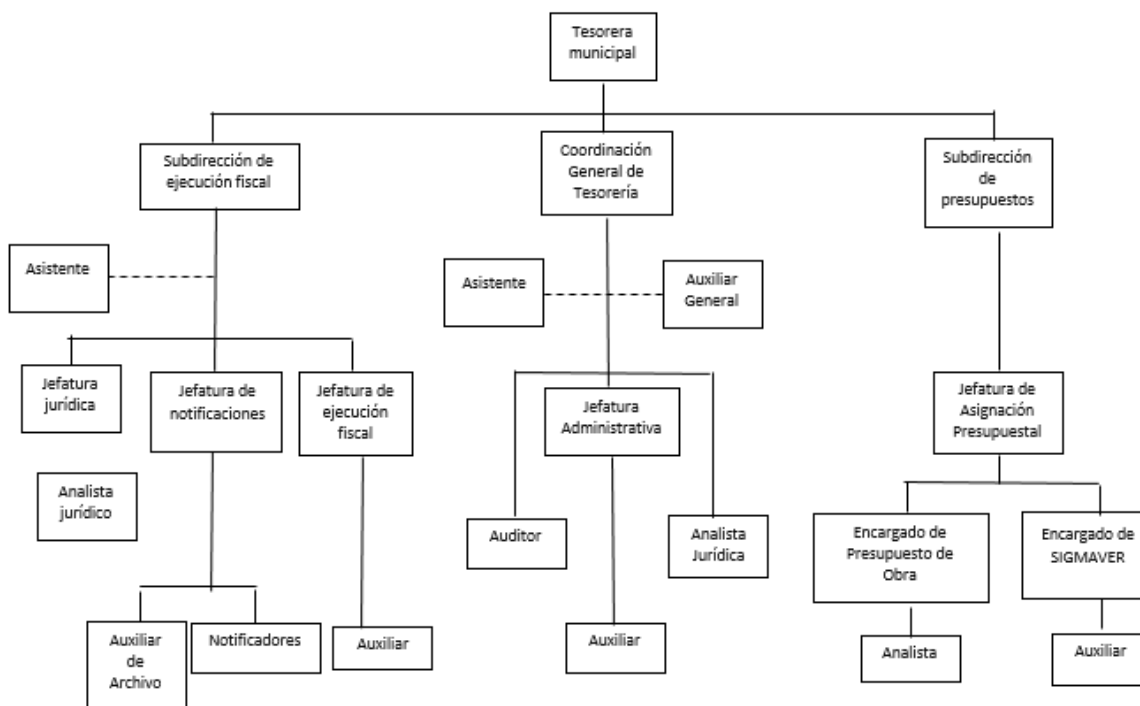 Tesorera
municipal
Subdirección de
ejecución fiscal
Coordinación
General de
Tesorería
Subdirección
de
presupuestos
Asistente
Asistente
Auxiliar
General
Jefatura
jurídica
Jefatura de
notificaciones
Jefatura de
ejecución
fiscal
Jefatura
Administrativa
Jefatura de
Asignación
Presupuestal
Analista
jurídico
Auditor
Analista
Jurídica
Encargado de
Presupuesto de
Obra
Encargado de
SIGMAVER
Auxiliar
de
Archivo
Notificadores
Auxiliar
Auxiliar
Analista
Auxiliar